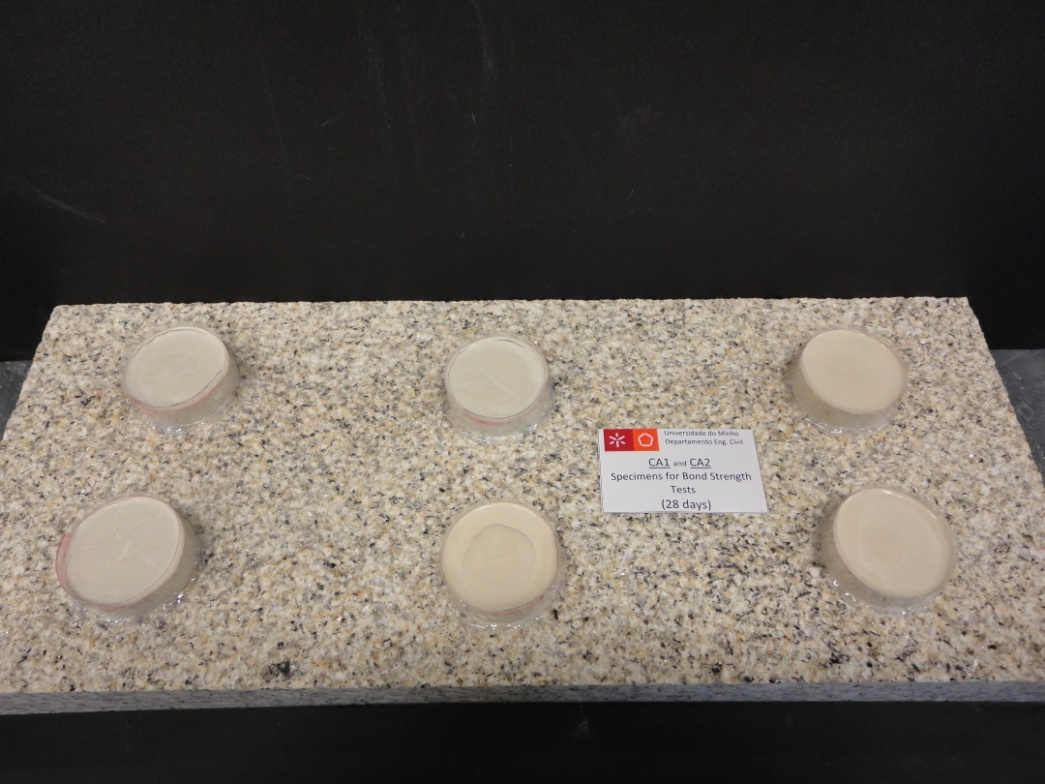 Universidade do Minho
Departamento Eng. Civil
CA1 and CA2
Specimens for Bond Strength
Tests
(28 days)